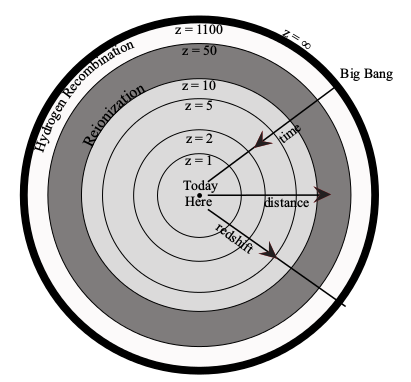 z = 1100
z = ∞
z = 50
Hydrogen Recombination
Big Bang
z = 10
Reionization
z = 5
time
z = 2
z = 1
Today
Here
distance
redshift